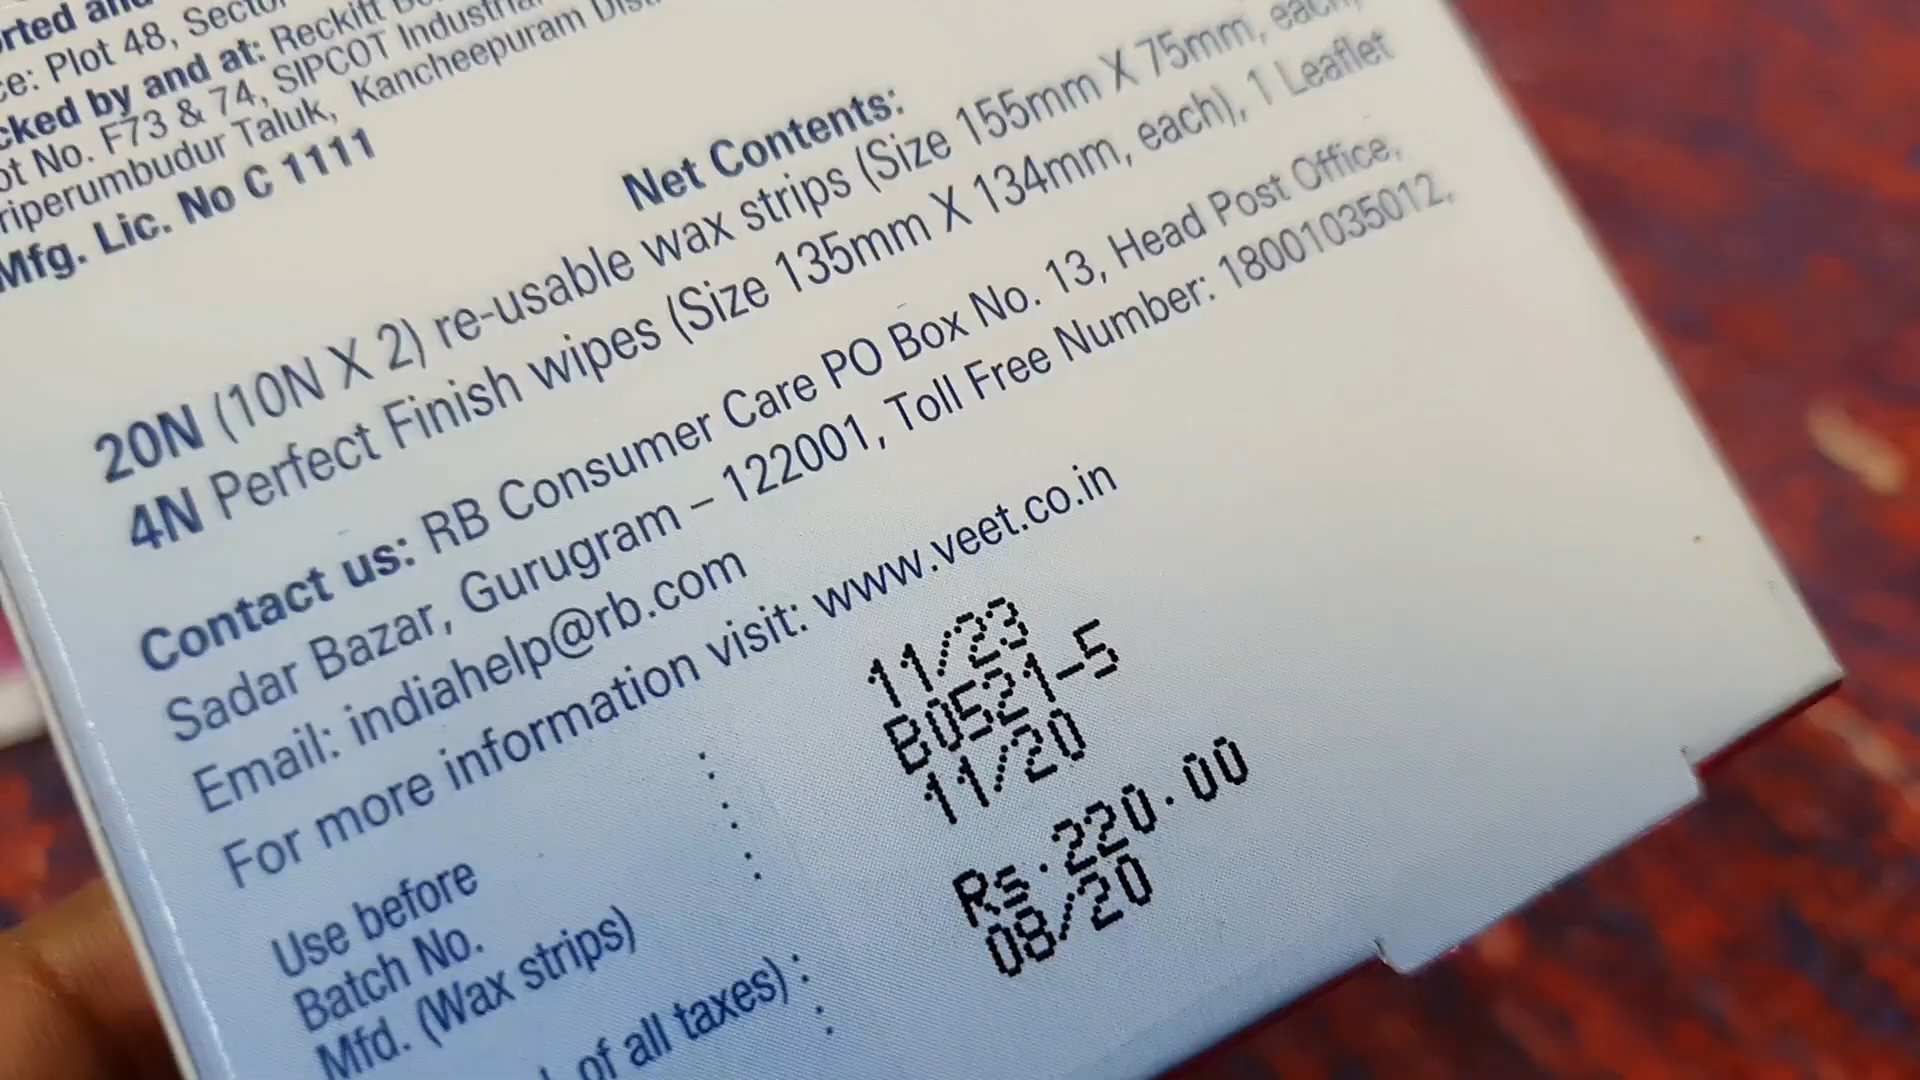 ce: Plot 48, Sector
cked by and at: Reckitt
ot No. F73 & 74, SIPCOT Industrial
riperumbudur Taluk, Kancheepuram
Mfg. Lic. No C 1111
Net Contents:
20N (10N X 2) re-usable wax strips (Size 155mm X 75mm, each,
4N Perfect Finish wipes (Size 135mm X 134mm, each), 1 Leaflet
Contact us: RB Consumer Care PO Box No. 13, Head Post Office,
Sadar Bazar, Gurugram – 122001, Toll Free Number: 18001035012,
Email: indiahelp@rb.com
For more information visit: www.veet.co.in
Use before : 11/23
Batch No. : B0521-5
Mfd. (Wax strips) : 11/20
of all taxes) : Rs.220.00
: 08/20